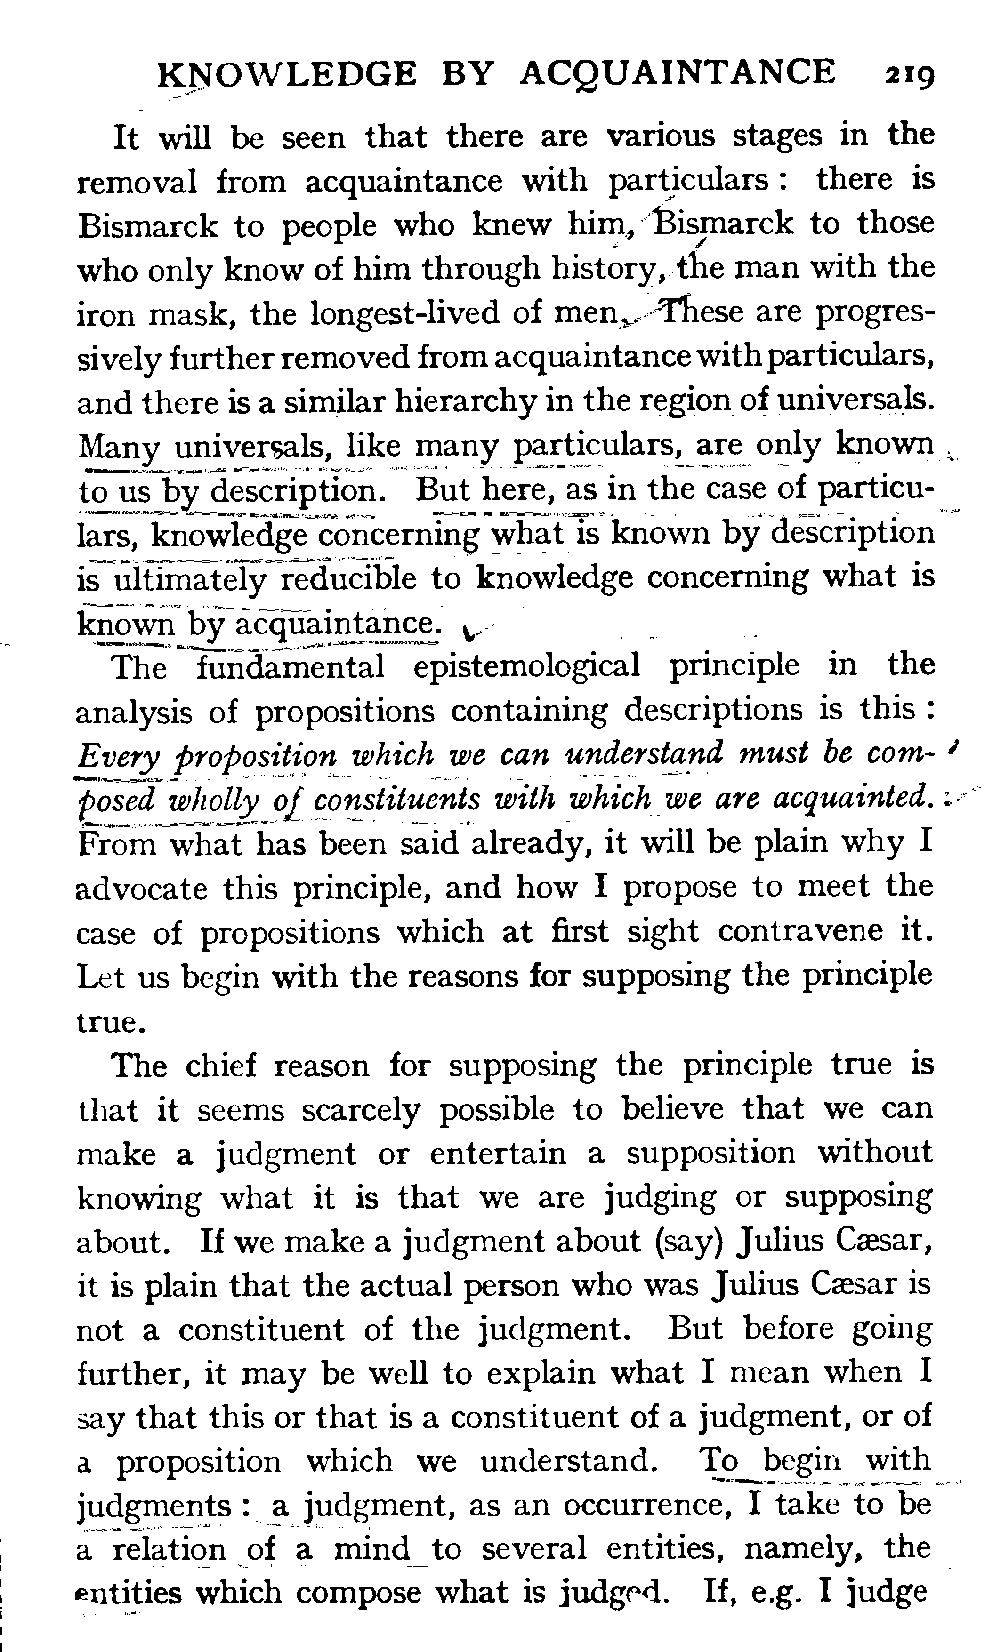 KNOWLEDGE BY ACQUAINTANCE 219
It will be seen that there are various stages in the
removal from acquaintance with particulars : there is
Bismarck to people who knew him, Bismarck to those
who only know of him through history, the man with the
iron mask, the longest-lived of men. These are progres-
sively further removed from acquaintance with particulars,
and there is a similar hierarchy in the region of universals.
Many universals, like many particulars, are only known
to us by description. But here, as in the case of particu-
lars, knowledge concerning what is known by description
is ultimately reducible to knowledge concerning what is
known by acquaintance.
The fundamental epistemological principle in the
analysis of propositions containing descriptions is this :
Every proposition which we can understand must be com-
posed wholly of constituents with which we are acquainted.
From what has been said already, it will be plain why I
advocate this principle, and how I propose to meet the
case of propositions which at first sight contravene it.
Let us begin with the reasons for supposing the principle
true.
The chief reason for supposing the principle true is
that it seems scarcely possible to believe that we can
make a judgment or entertain a supposition without
knowing what it is that we are judging or supposing
about. If we make a judgment about (say) Julius Cæsar,
it is plain that the actual person who was Julius Cæsar is
not a constituent of the judgment. But before going
further, it may be well to explain what I mean when I
say that this or that is a constituent of a judgment, or of
a proposition which we understand. To begin with
judgments : a judgment, as an occurrence, I take to be
a relation of a mind to several entities, namely, the
entities which compose what is judged. If, e.g. I judge